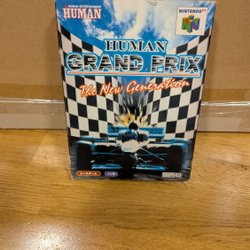 HUMAN
NINTENDO64
HUMAN
GRAND PRIX
The New Generation